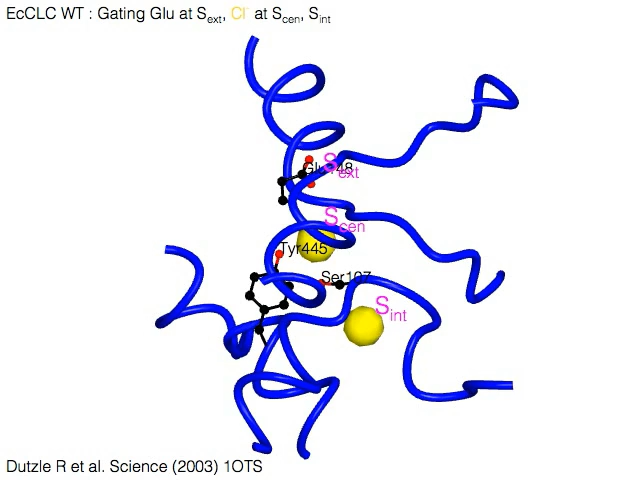 EcCLC WT : Gating Glu at Sext, Cl- at Scen, Sint
Glu148
Sext
Scen
Tyr445
Ser107
Sint
Dutzle R et al. Science (2003) 1OTS